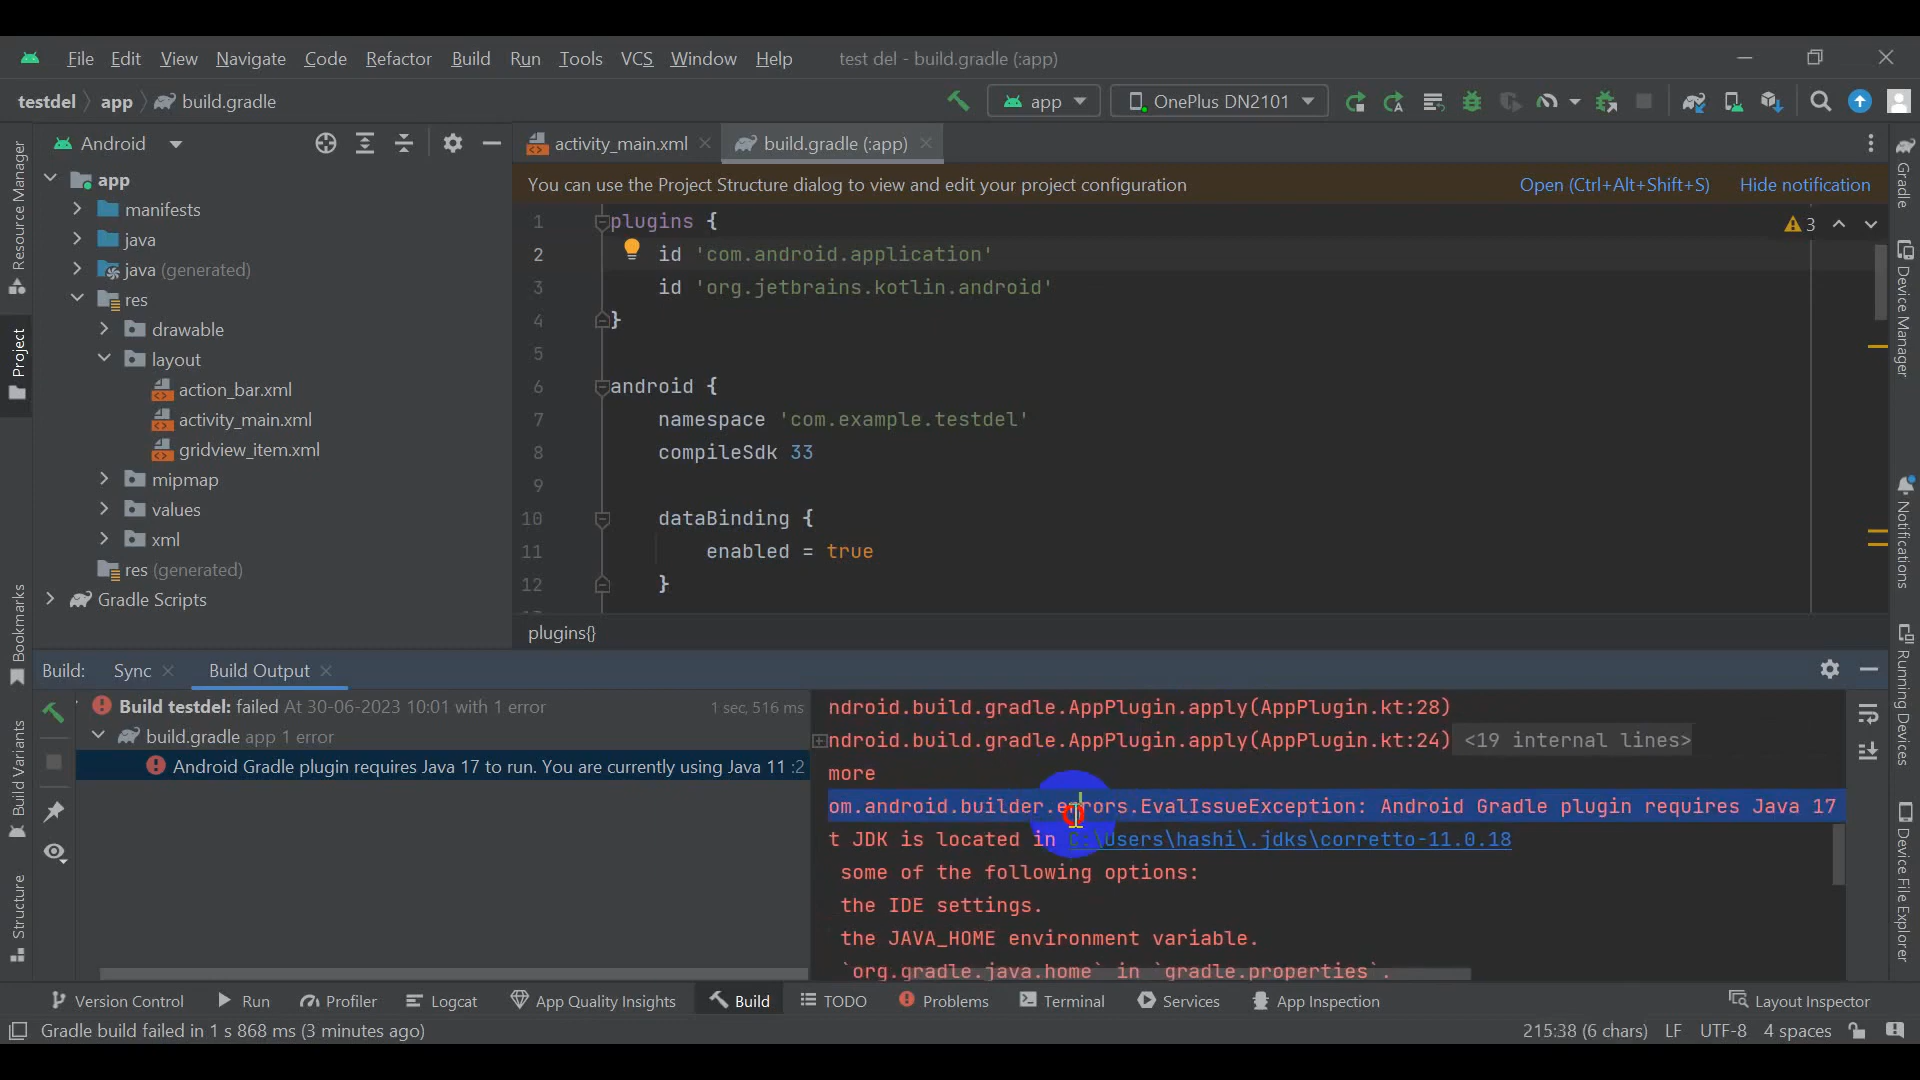 File Edit View Navigate Code Refactor Build Run Tools VCS Window Help test del - build.gradle (:app)
testdel app build.gradle app OnePlus DN2101
Android
activity_main.xml build.gradle (:app)
You can use the Project Structure dialog to view and edit your project configuration Open (Ctrl+Alt+Shift+S) Hide notification
app
manifests
java
java (generated)
res
drawable
layout
action_bar.xml
activity_main.xml
gridview_item.xml
mipmap
values
xml
res (generated)
Gradle Scripts
1 plugins {
3
2 id 'com.android.application'
3 id 'org.jetbrains.kotlin.android'
4 }
5
6 android {
7 namespace 'com.example.testdel'
8 compileSdk 33
9
10 dataBinding {
11 enabled = true
12 }
plugins{}
Build: Sync Build Output
Build testdel: failed At 30-06-2023 10:01 with 1 error 1 sec, 516 ms
build.gradle app 1 error
Android Gradle plugin requires Java 17 to run. You are currently using Java 11 :2
ndroid.build.gradle.AppPlugin.apply(AppPlugin.kt:28)
ndroid.build.gradle.AppPlugin.apply(AppPlugin.kt:24) <19 internal lines>
more
om.android.builder.errors.EvalIssueException: Android Gradle plugin requires Java 17
t JDK is located in C:\Users\hashi\.jdks\corretto-11.0.18
some of the following options:
the IDE settings.
the JAVA_HOME environment variable.
`org.gradle.java.home` in `gradle.properties`.
Resource Manager
Project
Bookmarks
Build Variants
Structure
Gradle
Device Manager
Notifications
Running Devices
Device File Explorer
Version Control Run Profiler Logcat App Quality Insights Build TODO Problems Terminal Services App Inspection Layout Inspector
Gradle build failed in 1 s 868 ms (3 minutes ago) 215:38 (6 chars) LF UTF-8 4 spaces